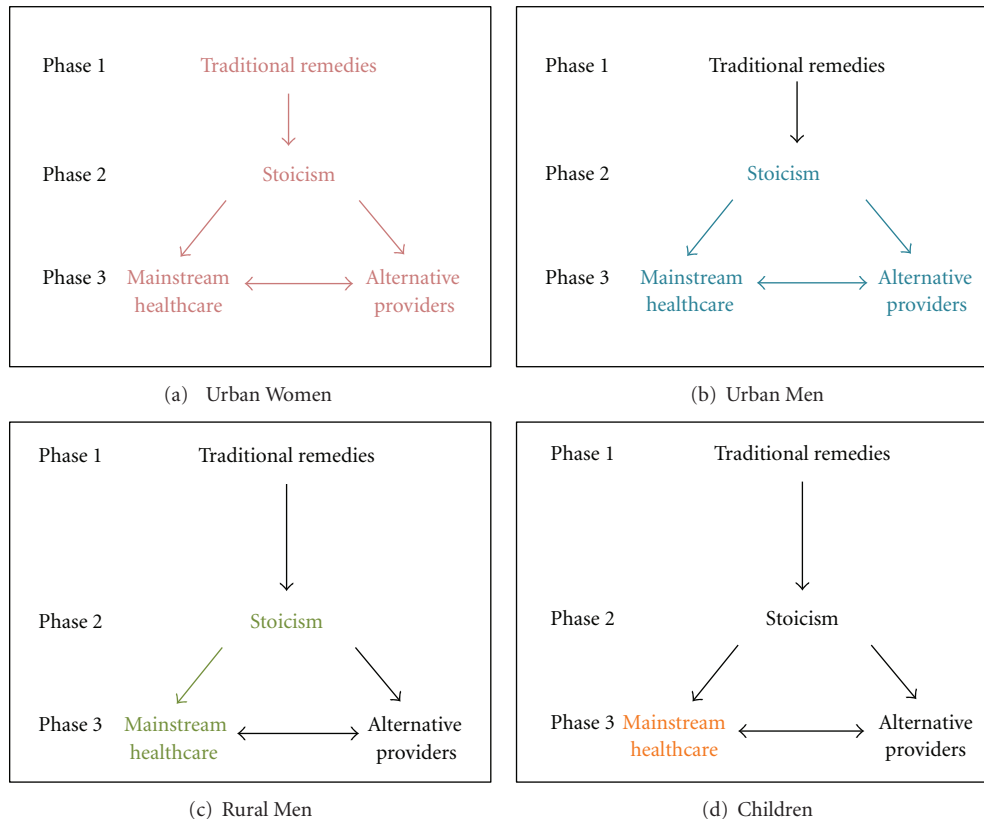 Phase 1 Traditional remedies
Phase 2 Stoicism
Phase 3 Mainstream healthcare Alternative providers
(a) Urban Women
Phase 1 Traditional remedies
Phase 2 Stoicism
Phase 3 Mainstream healthcare Alternative providers
(b) Urban Men
Phase 1 Traditional remedies
Phase 2 Stoicism
Phase 3 Mainstream healthcare Alternative providers
(c) Rural Men
Phase 1 Traditional remedies
Phase 2 Stoicism
Phase 3 Mainstream healthcare Alternative providers
(d) Children